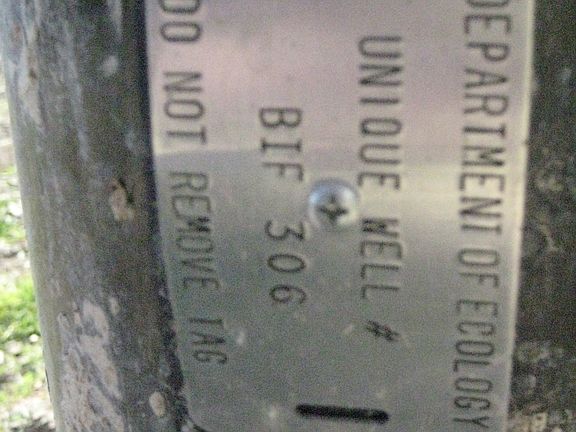 DEPARTMENT OF ECOLOGY
UNIQUE WELL #
BIF 306
DO NOT REMOVE TAG